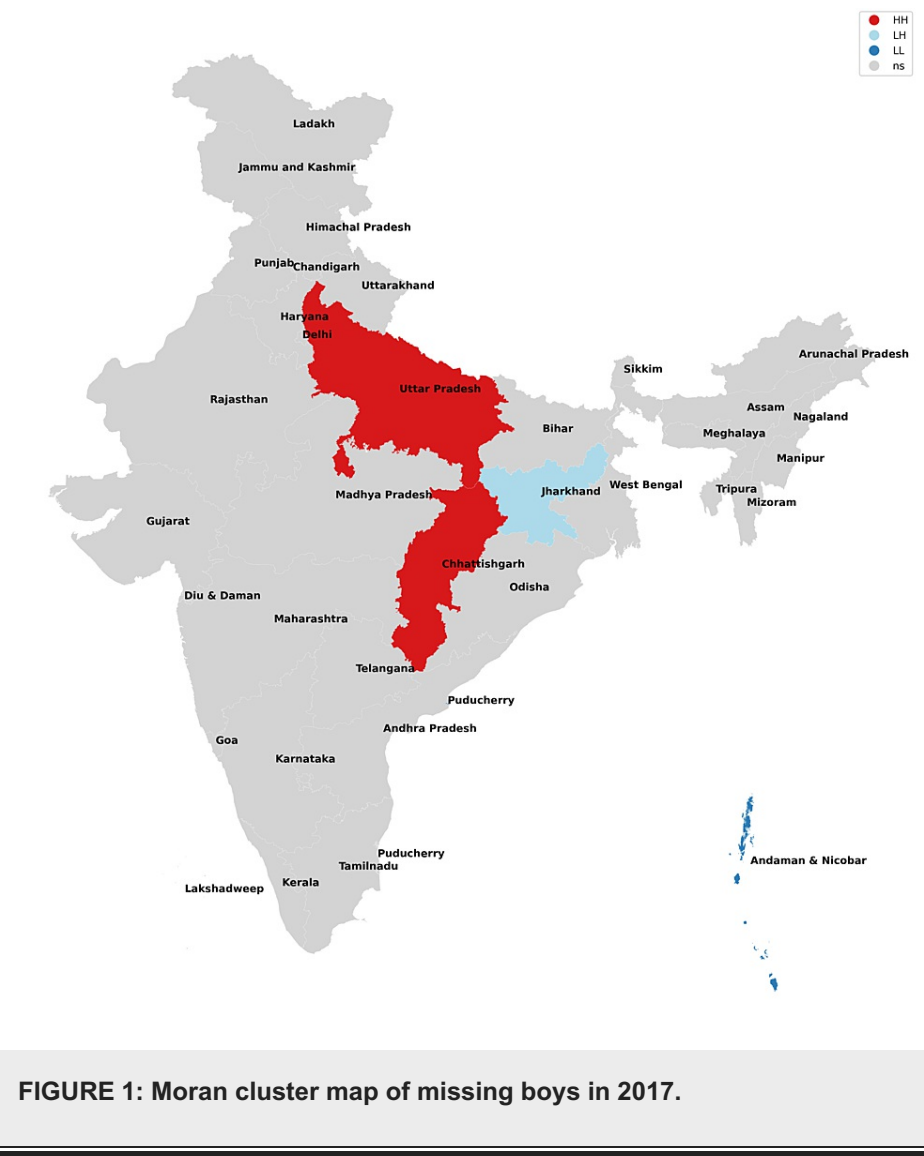 HH
LH
LL
ns
Ladakh
Jammu and Kashmir
Himachal Pradesh
Punjab
Chandigarh
Uttarakhand
Haryana
Delhi
Sikkim
Arunachal Pradesh
Uttar Pradesh
Rajasthan
Assam
Nagaland
Bihar
Meghalaya
Manipur
West Bengal
Jharkhand
Tripura
Madhya Pradesh
Mizoram
Gujarat
Chhattishgarh
Odisha
Diu & Daman
Maharashtra
Telangana
Puducherry
Andhra Pradesh
Goa
Karnataka
Puducherry
Andaman & Nicobar
Tamilnadu
Kerala
Lakshadweep
FIGURE 1: Moran cluster map of missing boys in 2017.